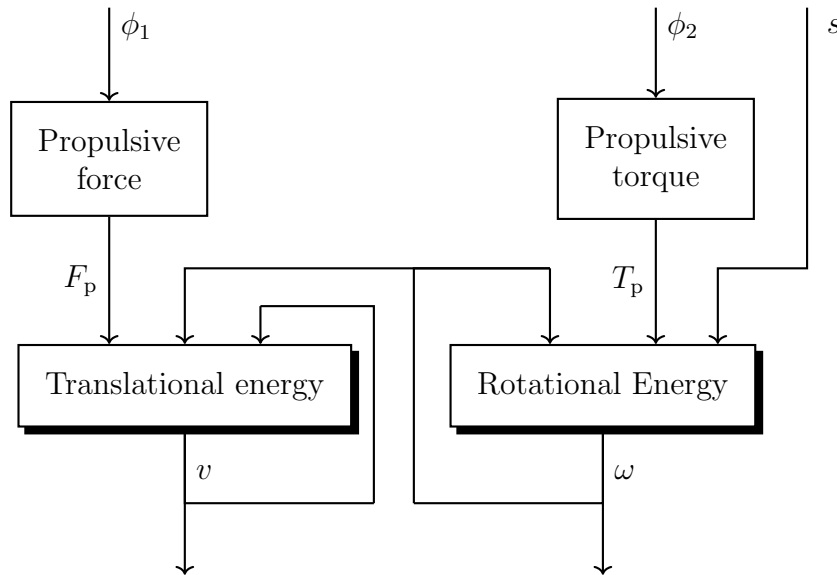 ϕ₁
ϕ₂
s
Propulsive
force
Propulsive
torque
Fₚ
Tₚ
Translational energy
Rotational Energy
v
ω